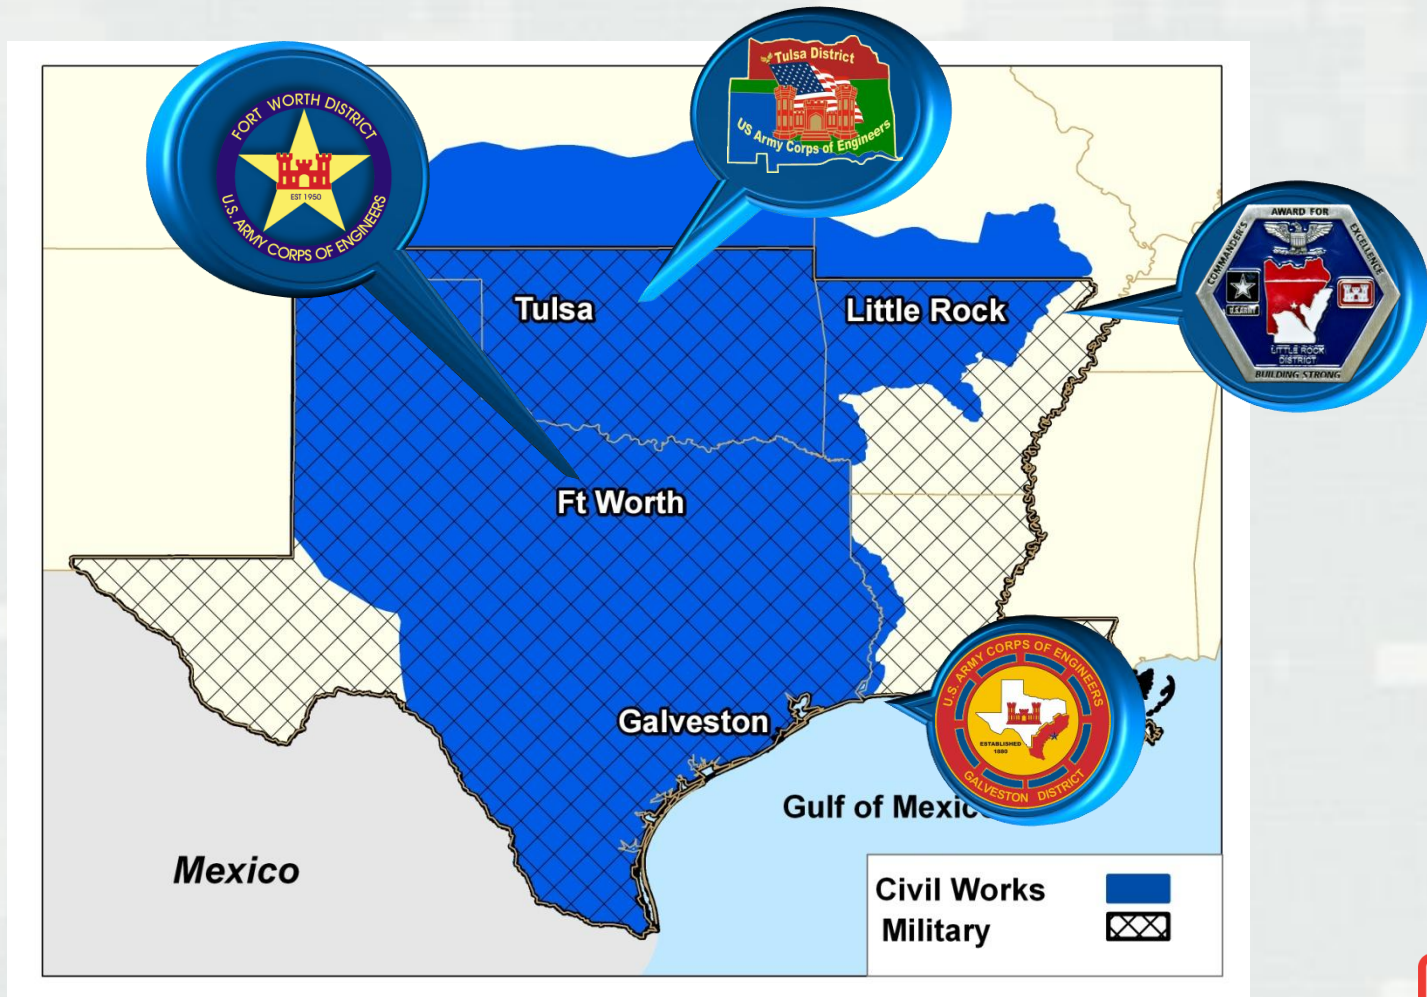 FORT WORTH DISTRICT
EST 1950
U.S. ARMY CORPS OF ENGINEERS
Tulsa District
US Army Corps of Engineers
COMMANDER'S
AWARD FOR
EXCELLENCE
U.S.ARMY
LITTLE ROCK
DISTRICT
BUILDING STRONG
Tulsa
Little Rock
Ft Worth
Galveston
U.S. ARMY CORPS OF ENGINEERS
ESTABLISHED
1880
GALVESTON DISTRICT
Gulf of Mexic
Mexico
Civil Works
Military